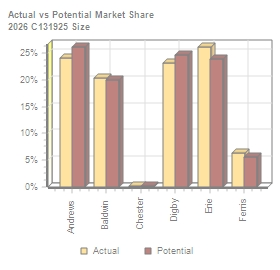 Actual vs Potential Market Share
2026 C131925 Size
25%
20%
15%
10%
5%
0%
Andrews
Baldwin
Chester
Digby
Erie
Ferris
Actual
Potential